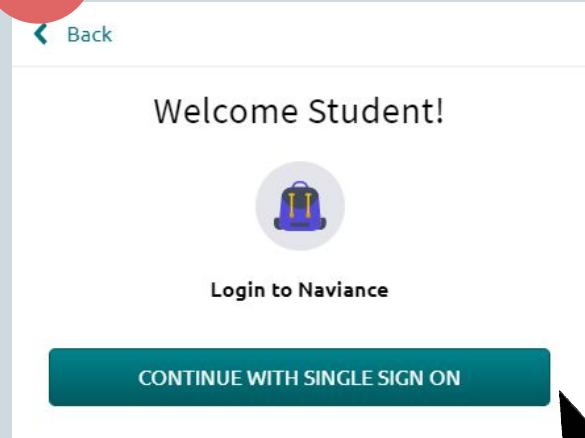 Back
Welcome Student!
Login to Naviance
CONTINUE WITH SINGLE SIGN ON